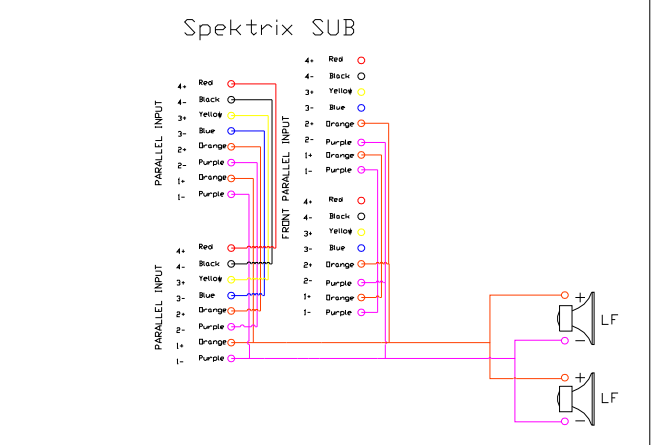 Spektrix SUB
PARALLEL INPUT
4+ Red
4- Black
3+ Yellow
3- Blue
2+ Orange
2- Purple
1+ Orange
1- Purple
PARALLEL INPUT
4+ Red
4- Black
3+ Yellow
3- Blue
2+ Orange
2- Purple
1+ Orange
1- Purple
FRONT PARALLEL INPUT
4+ Red
4- Black
3+ Yellow
3- Blue
2+ Orange
2- Purple
1+ Orange
1- Purple
4+ Red
4- Black
3+ Yellow
3- Blue
2+ Orange
2- Purple
1+ Orange
1- Purple
+
LF
-
+
LF
-